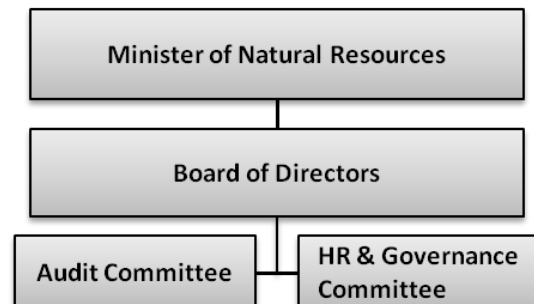 Minister of Natural Resources
Board of Directors
Audit Committee
HR & Governance
Committee